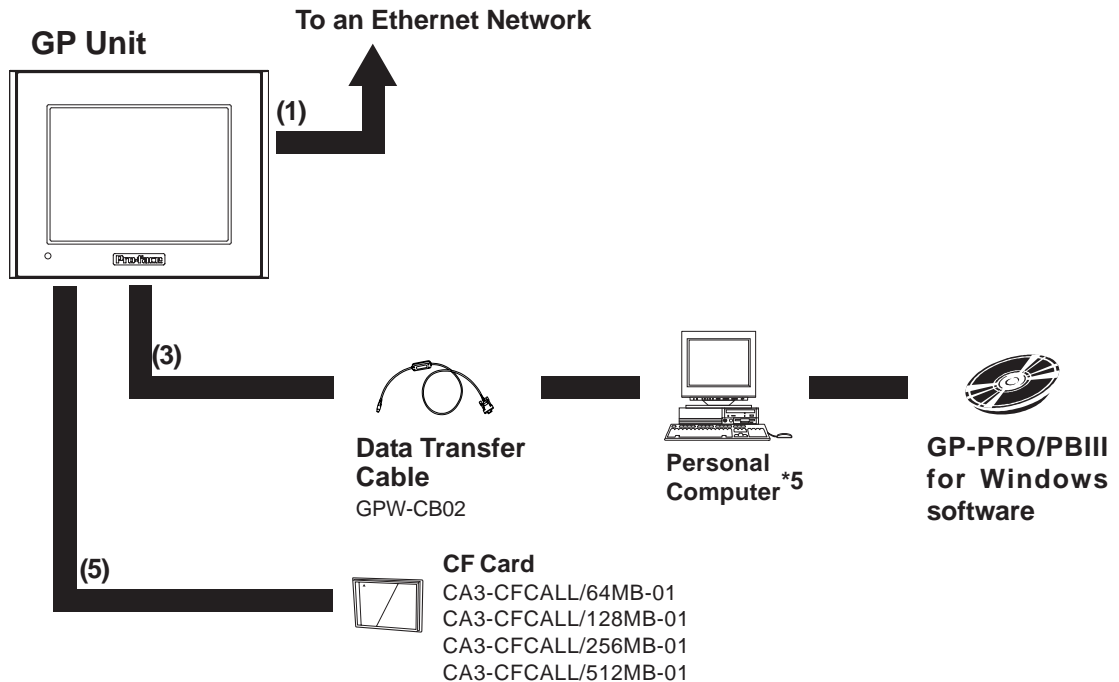 To an Ethernet Network
GP Unit
(1)
Pro-face
(3)
Data Transfer
Cable
GPW-CB02
Personal
Computer*5
GP-PRO/PBIII
for Windows
software
(5)
CF Card
CA3-CFCALL/64MB-01
CA3-CFCALL/128MB-01
CA3-CFCALL/256MB-01
CA3-CFCALL/512MB-01